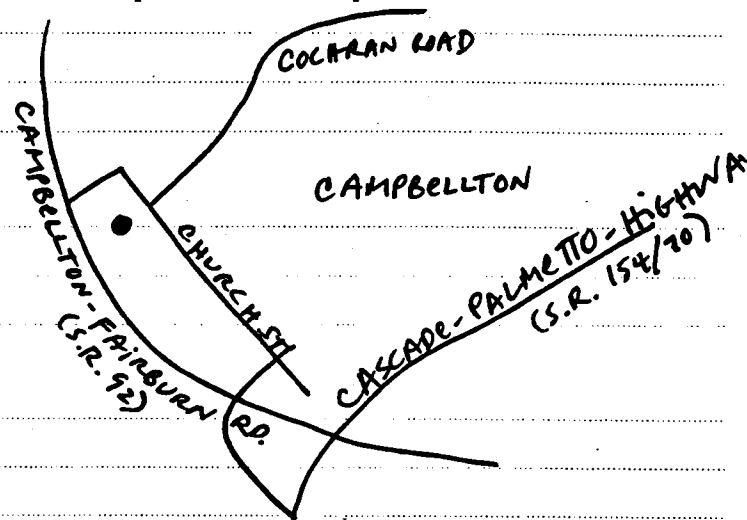 COCHRAN ROAD
CAMPBELLTON
CAMPBELLTON-FAIRBURN RD.
(S.R. 92)
CHURCH ST
CASCADE-PALMETTO-HIGHWA
(S.R. 154/70)